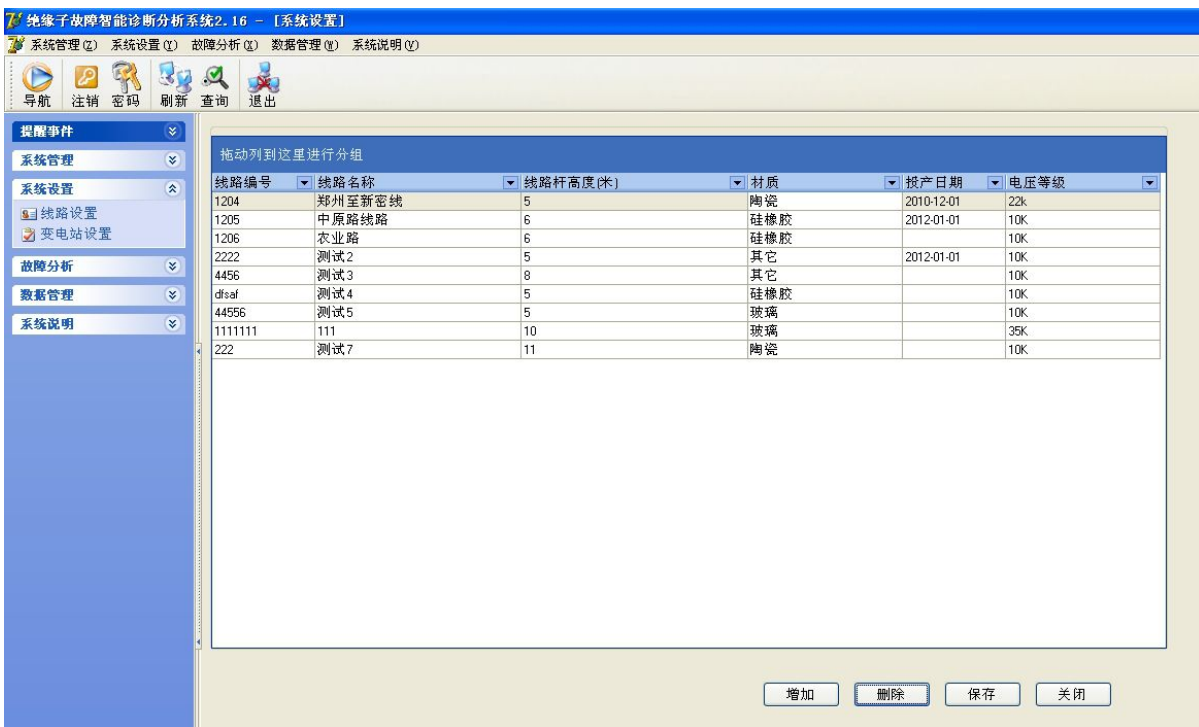 绝缘子故障智能诊断分析系统2.16 - [系统设置]
系统管理(Z) 系统设置(Y) 故障分析(X) 数据管理(W) 系统说明(V)
导航 注销 密码 刷新 查询 退出
提醒事件
系统管理
系统设置
线路设置
变电站设置
故障分析
数据管理
系统说明
拖动列到这里进行分组
线路编号 线路名称 线路杆高度(米) 材质 投产日期 电压等级
1204 郑州至新密线 5 陶瓷 2010-12-01 22k
1205 中原路线路 6 硅橡胶 2012-01-01 10K
1206 农业路 6 硅橡胶 10K
2222 测试2 5 其它 2012-01-01 10K
4456 测试3 8 其它 10K
dfsaf 测试4 5 硅橡胶 10K
44556 测试5 5 玻璃 10K
1111111 111 10 玻璃 35K
222 测试7 11 陶瓷 10K
增加 删除 保存 关闭